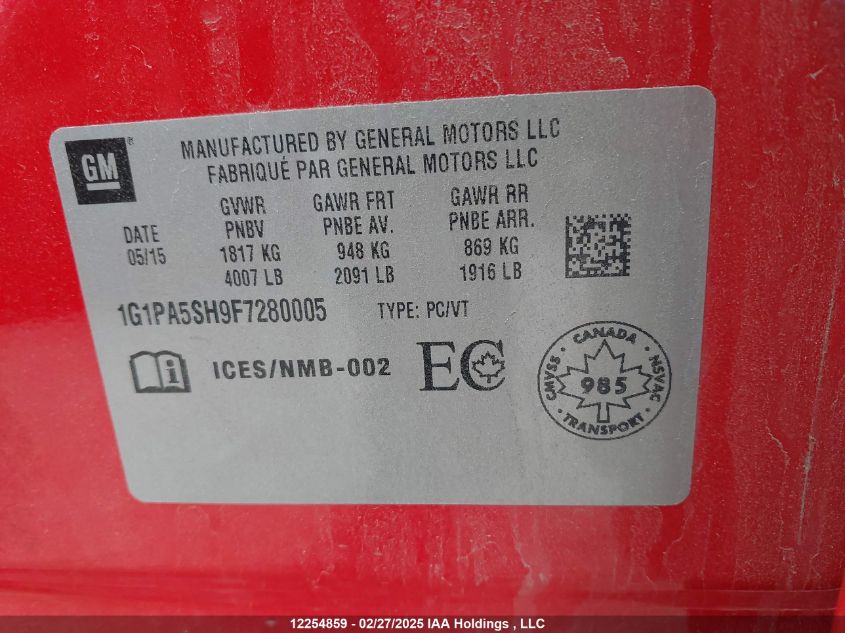 GM
MANUFACTURED BY GENERAL MOTORS LLC
FABRIQUÉ PAR GENERAL MOTORS LLC
DATE
05/15
GVWR
PNBV
1817 KG
4007 LB
GAWR FRT
PNBE AV.
948 KG
2091 LB
GAWR RR
PNBE ARR.
869 KG
1916 LB
1G1PA5SH9F7280005 TYPE: PC/VT
i ICES/NMB-002 EC
CANADA
CMVSS 985 NSVAC
TRANSPORT
12254859 - 02/27/2025 IAA Holdings , LLC